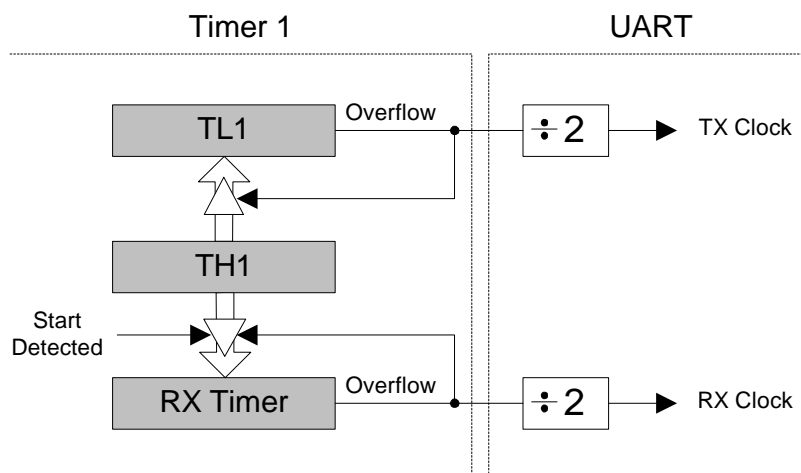 Timer 1
UART
TL1
Overflow
÷ 2
TX Clock
TH1
Start
Detected
RX Timer
Overflow
÷ 2
RX Clock